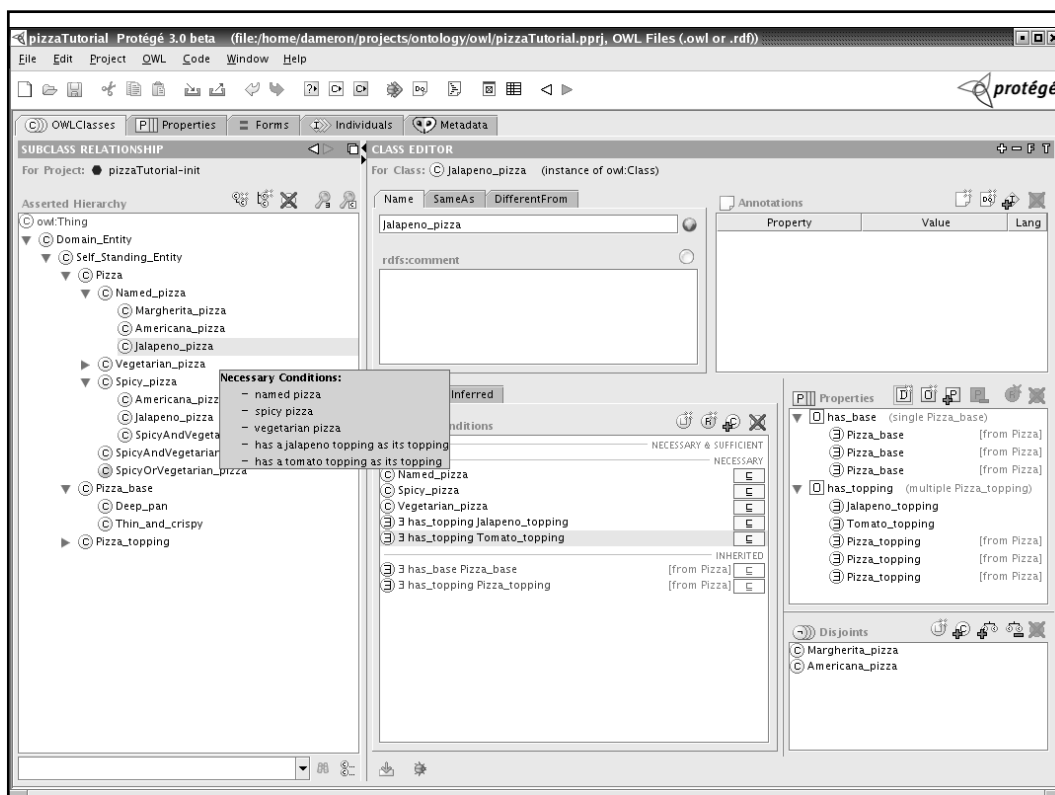 pizzaTutorial Protégé 3.0 beta (file:/home/dameron/projects/ontology/owl/pizzaTutorial.pprj, OWL Files (.owl or .rdf))
File Edit Project OWL Code Window Help
protégé
OWLClasses Properties Forms Individuals Metadata
SUBCLASS RELATIONSHIP
For Project: pizzaTutorial-init
Asserted Hierarchy
owl:Thing
Domain_Entity
Self_Standing_Entity
Pizza
Named_pizza
Margherita_pizza
Americana_pizza
Jalapeno_pizza
Vegetarian_pizza
Spicy_pizza
Americana_pizz
Jalapeno_pizza
SpicyAndVegeta
SpicyAndVegetarian
SpicyOrVegetarian_pizza
Pizza_base
Deep_pan
Thin_and_crispy
Pizza_topping
Necessary Conditions:
– named pizza
– spicy pizza
– vegetarian pizza
– has a jalapeno topping as its topping
– has a tomato topping as its topping
CLASS EDITOR
For Class: Jalapeno_pizza (instance of owl:Class)
Name SameAs DifferentFrom
Jalapeno_pizza
rdfs:comment
Annotations
Property Value Lang
Inferred
nditions
NECESSARY & SUFFICIENT
NECESSARY
Named_pizza
Spicy_pizza
Vegetarian_pizza
∃ has_topping Jalapeno_topping
∃ has_topping Tomato_topping
INHERITED
∃ has_base Pizza_base [from Pizza]
∃ has_topping Pizza_topping [from Pizza]
Properties
has_base (single Pizza_base)
Pizza_base [from Pizza]
Pizza_base [from Pizza]
Pizza_base [from Pizza]
has_topping (multiple Pizza_topping)
Jalapeno_topping
Tomato_topping
Pizza_topping [from Pizza]
Pizza_topping [from Pizza]
Pizza_topping [from Pizza]
Disjoints
Margherita_pizza
Americana_pizza